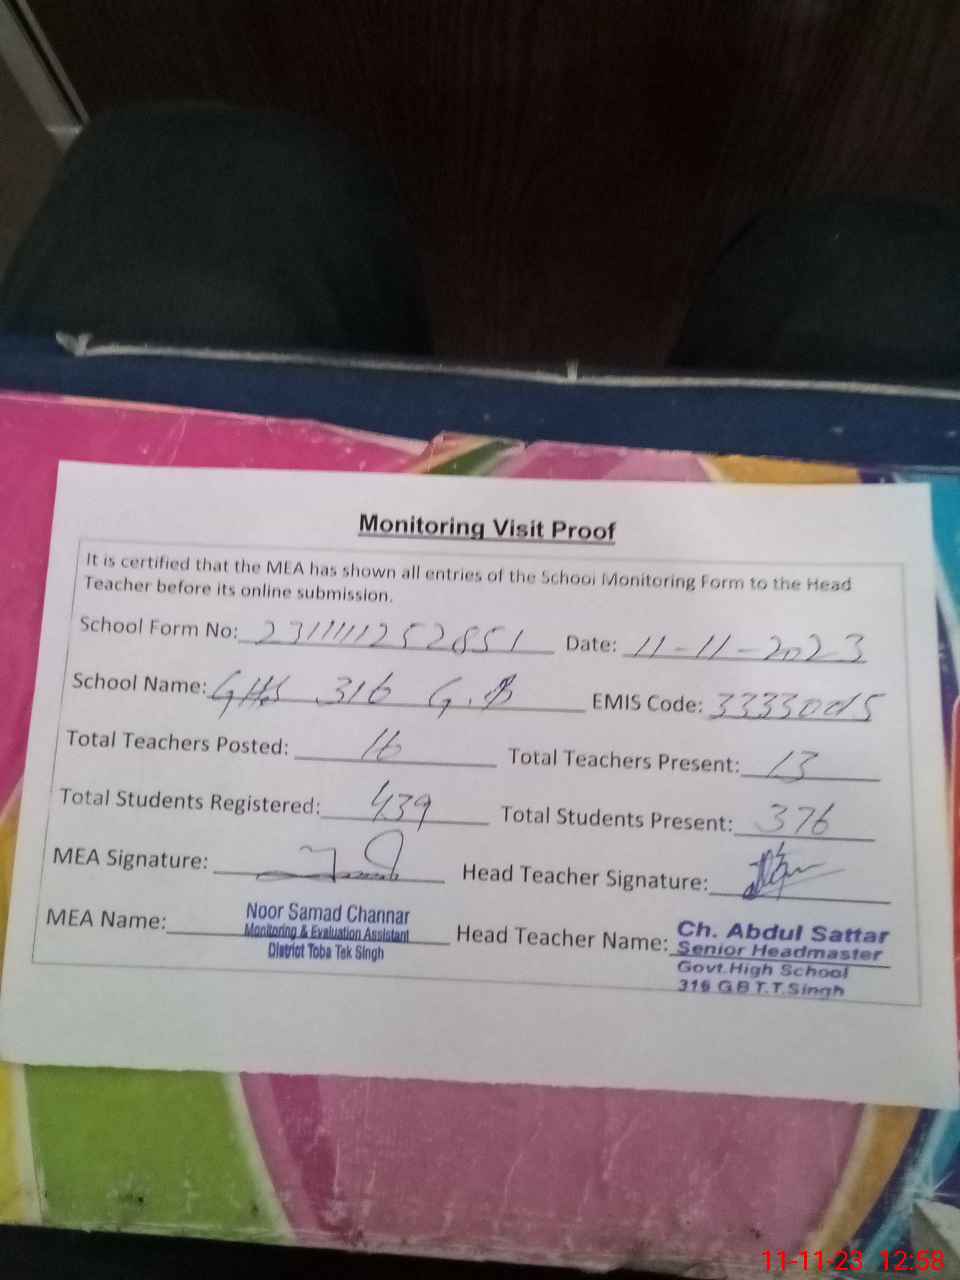 Monitoring Visit Proof
It is certified that the MEA has shown all entries of the School Monitoring Form to the Head
Teacher before its online submission.
School Form No: 231111252851 Date: 11-11-2023
School Name: GHS 316 G.B EMIS Code: 33330015
Total Teachers Posted: 16 Total Teachers Present: 13
Total Students Registered: 439 Total Students Present: 376
MEA Signature: Head Teacher Signature:
MEA Name: Noor Samad Channar
Monitoring & Evaluation Assistant
District Toba Tek Singh
Head Teacher Name: Ch. Abdul Sattar
Senior Headmaster
Govt.High School
316 G.B T.T.Singh
11-11-23 12:58